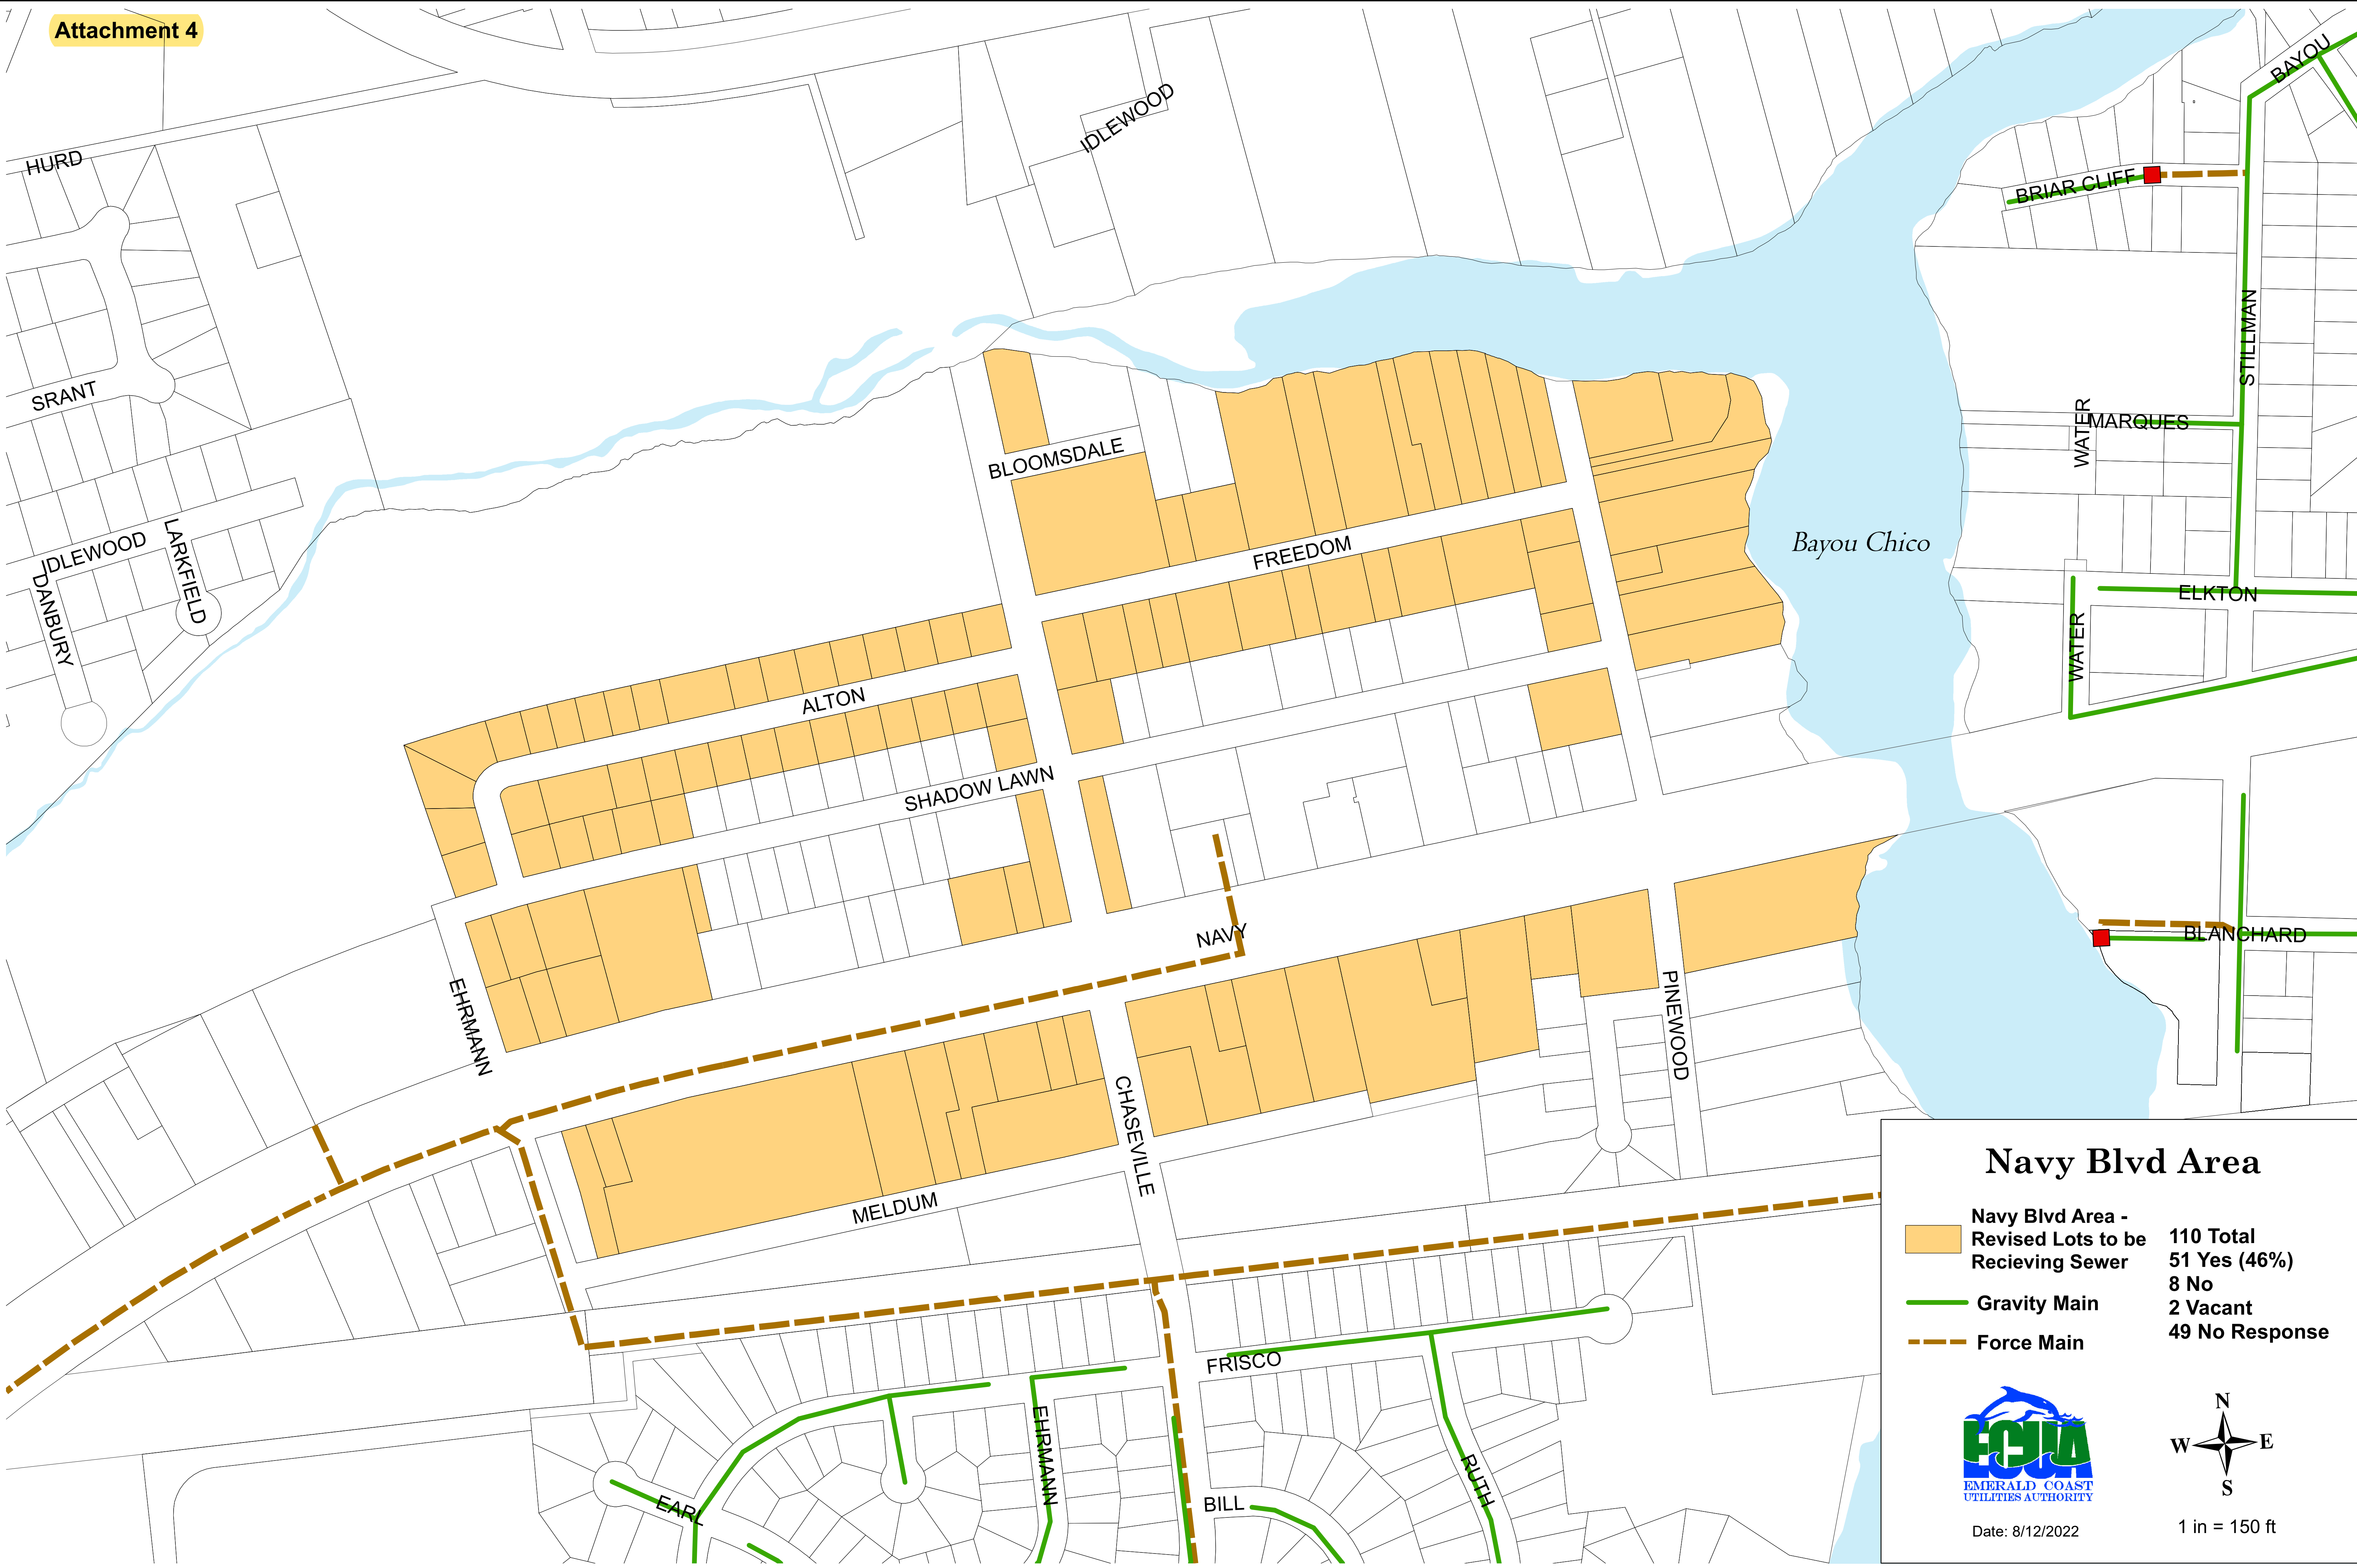 Attachment 4
BAYOU
IDLEWOOD
HURD
BRIAR CLIFF
STILLMAN
SRANT
WATER
MARQUES
BLOOMSDALE
Bayou Chico
IDLEWOOD
LARKFIELD
DANBURY
FREEDOM
ELKTON
WATER
ALTON
SHADOW LAWN
NAVY
BLANCHARD
EHRMANN
PINEWOOD
CHASEVILLE
MELDUM
FRISCO
EHRMANN
RUTH
EARL
BILL
Navy Blvd Area
Navy Blvd Area -
Revised Lots to be
Recieving Sewer
110 Total
51 Yes (46%)
8 No
2 Vacant
49 No Response
Gravity Main
Force Main
ECUA
EMERALD COAST
UTILITIES AUTHORITY
N
W E
S
Date: 8/12/2022
1 in = 150 ft